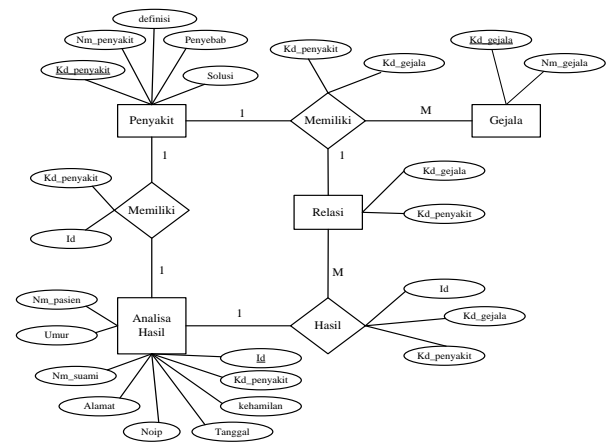 definisi
Nm_penyakit
Penyebab
Kd_penyakit
Solusi
Kd_penyakit
Kd_gejala
Kd_gejala
Nm_gejala
Penyakit
1
Memiliki
M
Gejala
1
1
Kd_penyakit
Memiliki
Id
Kd_gejala
Relasi
Kd_penyakit
1
M
Nm_pasien
Umur
Analisa
Hasil
1
Hasil
Id
Kd_gejala
Kd_penyakit
Nm_suami
Alamat
Noip
Tanggal
kehamilan
Kd_penyakit
Id